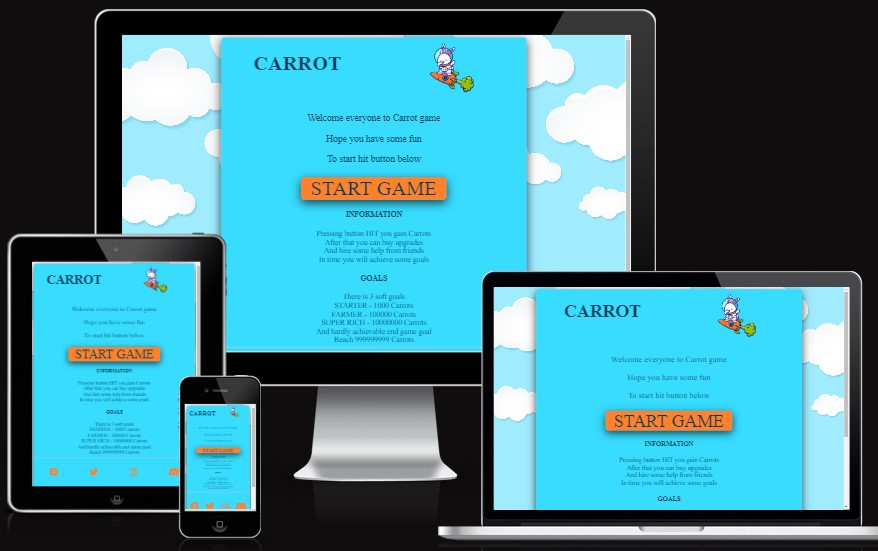 CARROT
Welcome everyone to Carrot game
Hope you have some fun
To start hit button below
START GAME
INFORMATION
Pressing button HIT you gain Carrots
After that you can buy upgrades
And hire some help from friends
In time you will achieve some goals
GOALS
There is 3 soft goals
STARTER - 1000 Carrots
FARMER - 100000 Carrots
SUPER RICH - 10000000 Carrots
And hardly achievable end game goal
Reach 999999999 Carrots
CARROT
Welcome everyone to Carrot game
Hope you have some fun
To start hit button below
START GAME
INFORMATION
Pressing button HIT you gain Carrots
After that you can buy upgrades
And hire some help from friends
In time you will achieve some goals
GOALS
There is 3 soft goals
STARTER - 1000 Carrots
FARMER - 100000 Carrots
SUPER RICH - 10000000 Carrots
And hardly achievable end game goal
Reach 999999999 Carrots
CARROT
START GAME
CARROT
Welcome everyone to Carrot game
Hope you have some fun
To start hit button below
START GAME
INFORMATION
Pressing button HIT you gain Carrots
After that you can buy upgrades
And hire some help from friends
In time you will achieve some goals
GOALS